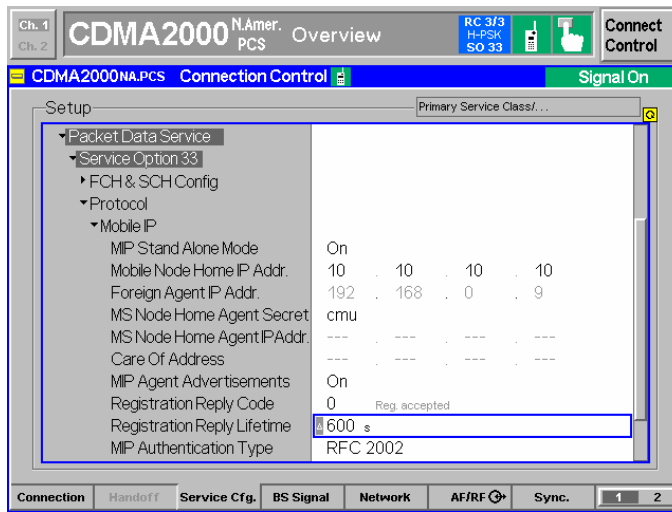 Ch. 1
Ch. 2
CDMA2000 N.Amer. PCS Overview
RC 3/3
H-PSK
SO 33
Connect
Control
CDMA2000NA.PCS Connection Control
Signal On
Setup
Primary Service Class/...
Packet Data Service
Service Option 33
FCH & SCH Config
Protocol
Mobile IP
MIP Stand Alone Mode On
Mobile Node Home IP Addr. 10 . 10 . 10 . 10
Foreign Agent IP Addr. 192 . 168 . 0 . 9
MS Node Home Agent Secret cmu
MS Node Home Agent IP Addr. --- . --- . --- . ---
Care Of Address --- . --- . --- . ---
MIP Agent Advertisements On
Registration Reply Code 0 Reg. accepted
Registration Reply Lifetime 600 s
MIP Authentication Type RFC 2002
Connection Handoff Service Cfg. BS Signal Network AF/RF Sync. 1 2